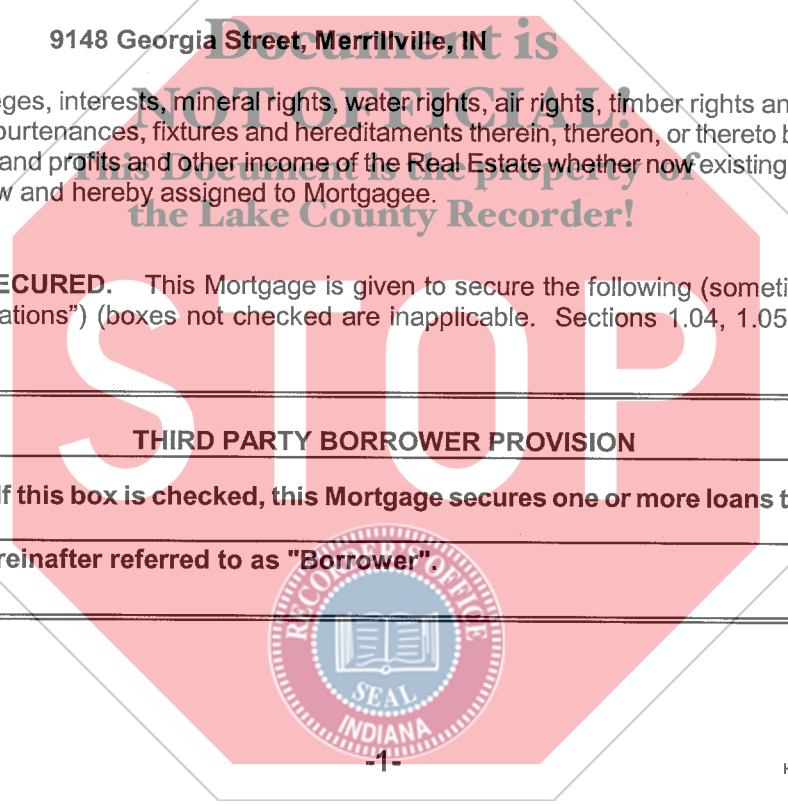 Document is
9148 Georgia Street, Merrillville, IN
NOT OFFICIAL!
eges, interests, mineral rights, water rights, air rights, timber rights an
purtenances, fixtures and hereditaments therein, thereon, or thereto b
and profits and other income of the Real Estate whether now existing
This Document is the property of
w and hereby assigned to Mortgagee.
the Lake County Recorder!
ECURED. This Mortgage is given to secure the following (someti
ations") (boxes not checked are inapplicable. Sections 1.04, 1.05
STOP
THIRD PARTY BORROWER PROVISION
If this box is checked, this Mortgage secures one or more loans t
reinafter referred to as "Borrower".
RECORDER'S OFFICE
SEAL
INDIANA
-1-